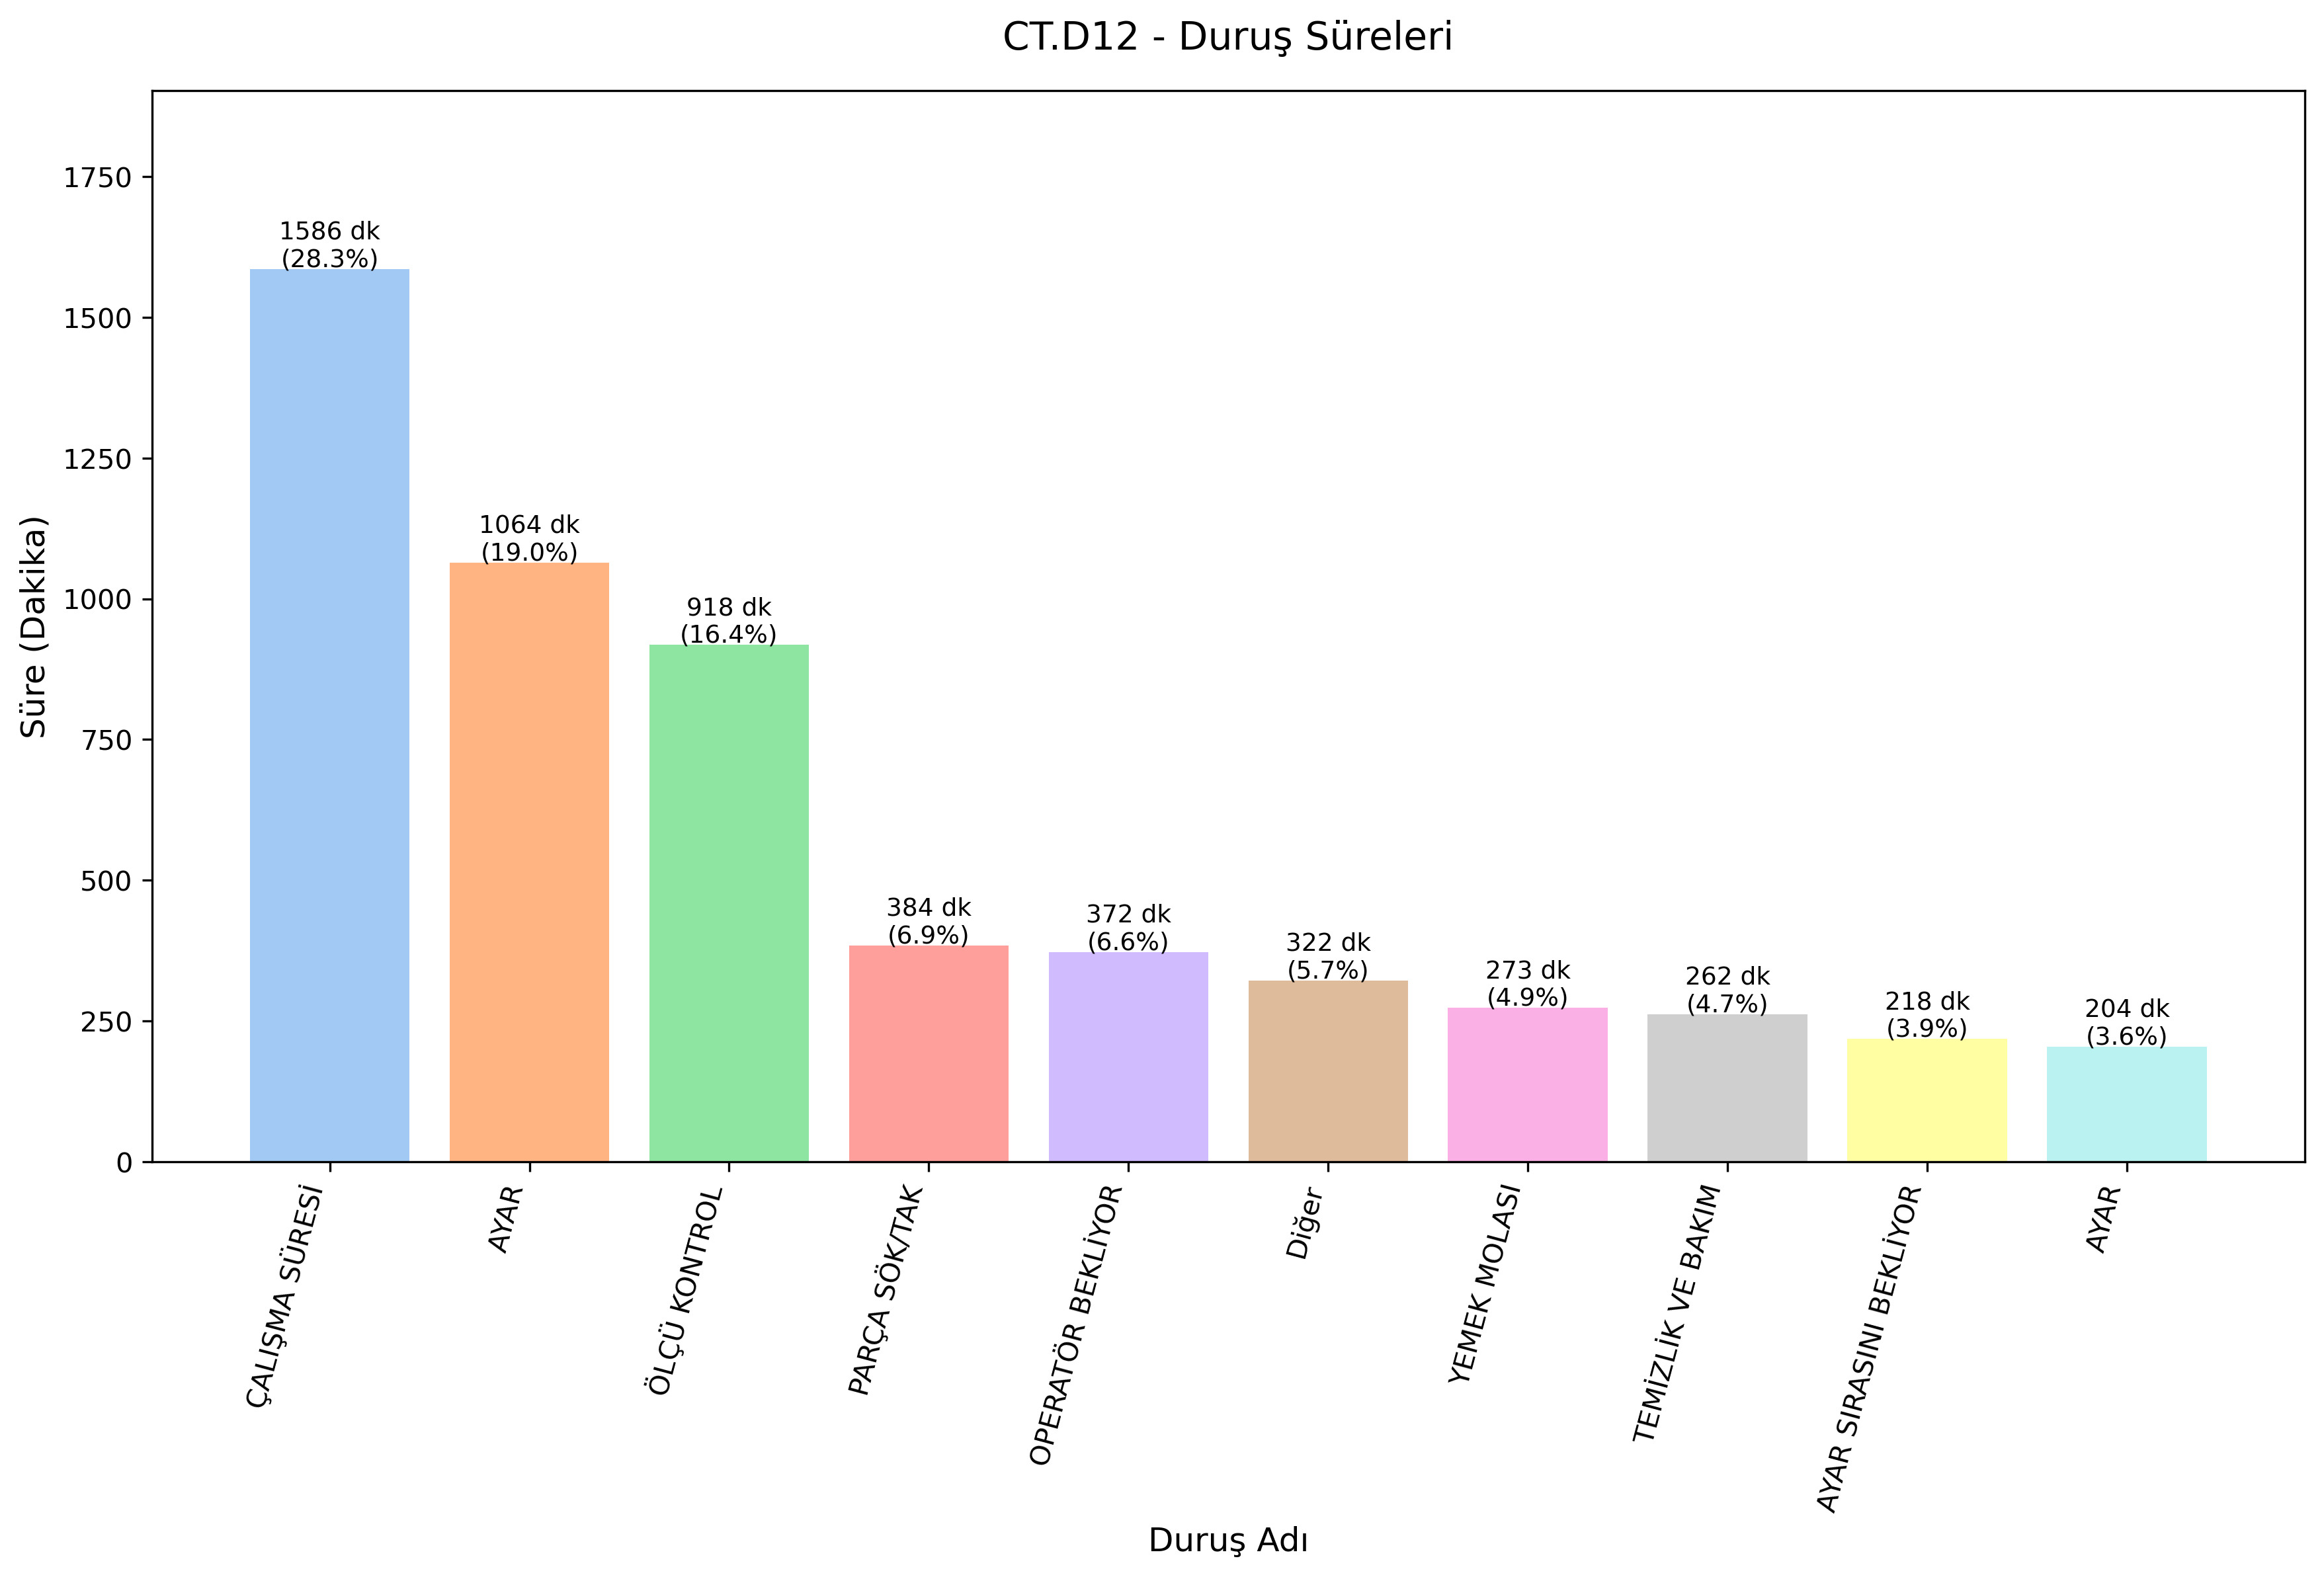 CT.D12 - Duruş Süreleri
Süre (Dakika)
1750
1500
1250
1000
750
500
250
0
1586 dk
(28.3%)
1064 dk
(19.0%)
918 dk
(16.4%)
384 dk
(6.9%)
372 dk
(6.6%)
322 dk
(5.7%)
273 dk
(4.9%)
262 dk
(4.7%)
218 dk
(3.9%)
204 dk
(3.6%)
ÇALIŞMA SÜRESİ
AYAR
ÖLÇÜ KONTROL
PARÇA SÖK/TAK
OPERATÖR BEKLİYOR
Diğer
YEMEK MOLASI
TEMİZLİK VE BAKIM
AYAR SIRASINI BEKLİYOR
AYAR
Duruş Adı